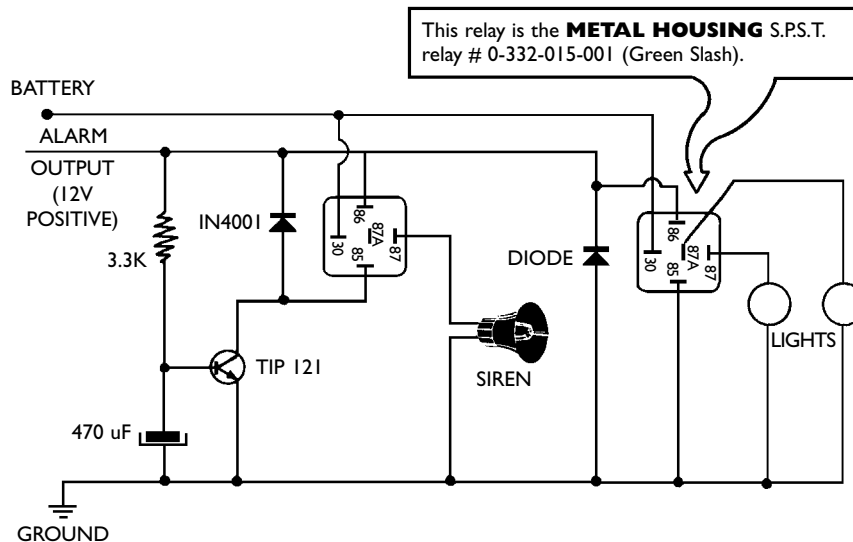 This relay is the METAL HOUSING S.P.S.T.
relay # 0-332-015-001 (Green Slash).
BATTERY
ALARM
OUTPUT
(12V
POSITIVE)
3.3K
IN4001
86
87A
87
30
85
DIODE
86
87A
87
30
85
TIP 121
SIREN
LIGHTS
470 uF
GROUND